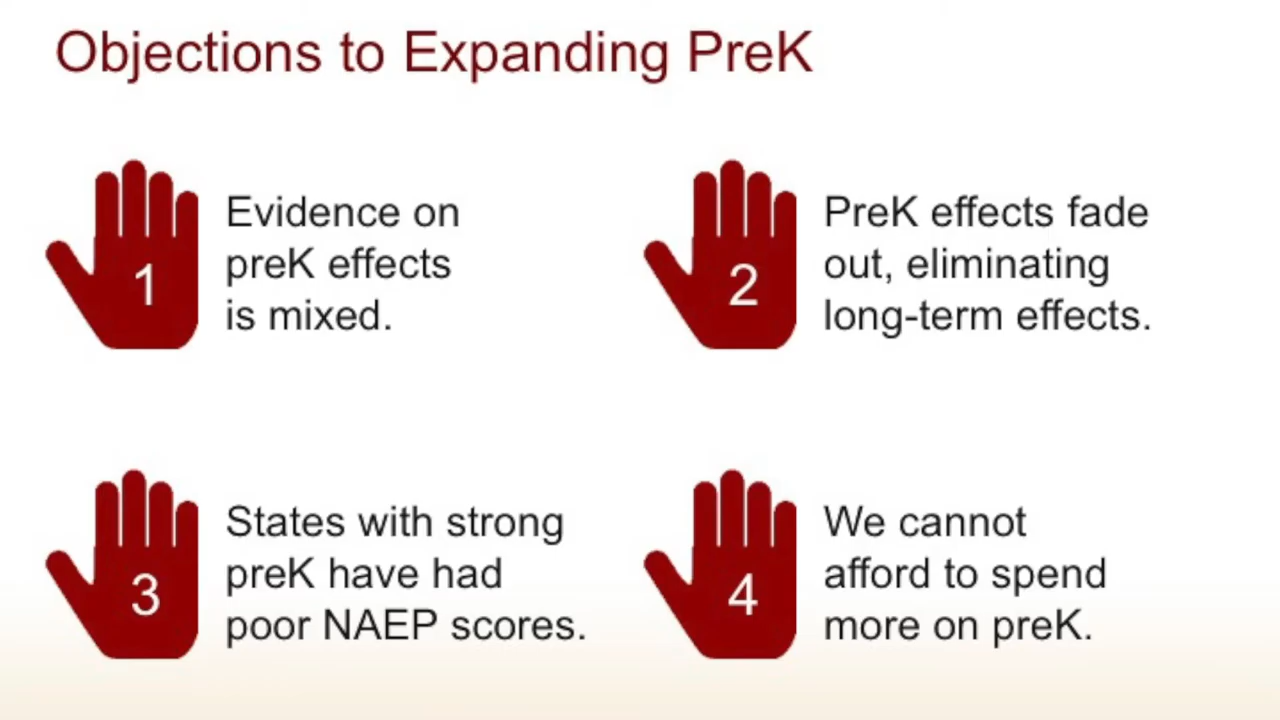 Objections to Expanding PreK
1
Evidence on
preK effects
is mixed.
2
PreK effects fade
out, eliminating
long-term effects.
3
States with strong
preK have had
poor NAEP scores.
4
We cannot
afford to spend
more on preK.